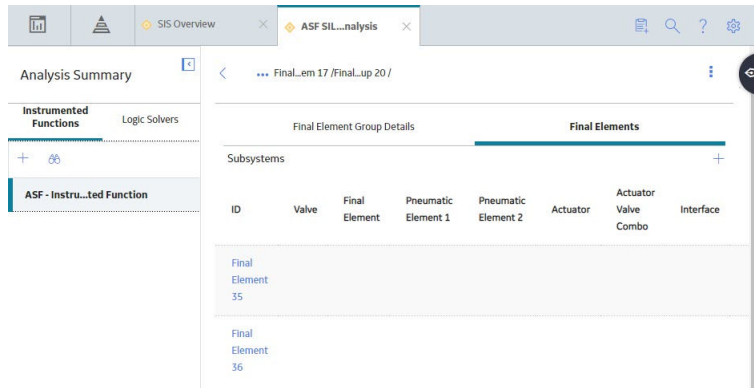 SIS Overview
ASF SIL...nalysis
Analysis Summary
... Final...em 17 /Final...up 20 /
Instrumented
Functions
Logic Solvers
Final Element Group Details
Final Elements
Subsystems
ASF - Instru...ted Function
ID
Valve
Final
Element
Pneumatic
Element 1
Pneumatic
Element 2
Actuator
Actuator
Valve
Combo
Interface
Final
Element
35
Final
Element
36